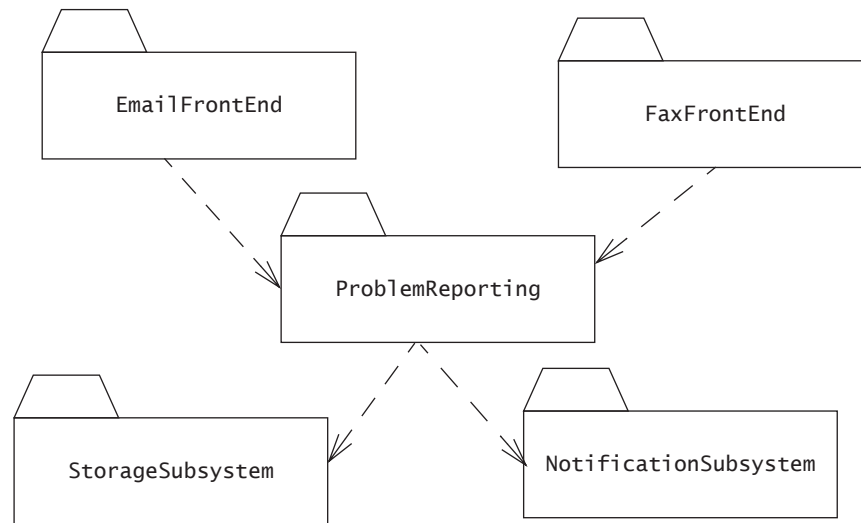 EmailFrontEnd
FaxFrontEnd
ProblemReporting
StorageSubsystem
NotificationSubsystem